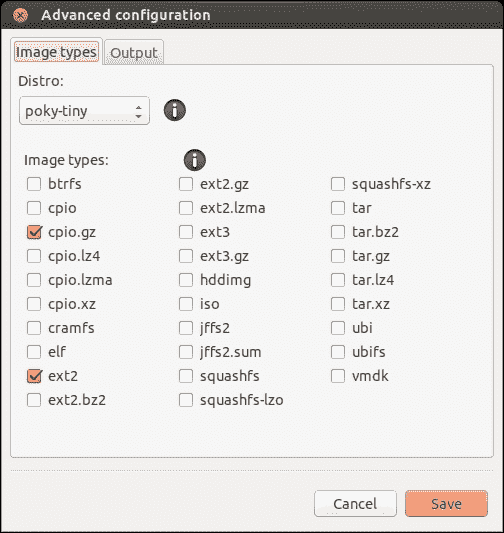 Advanced configuration
Image types Output
Distro:
poky-tiny
Image types:
btrfs ext2.gz squashfs-xz
cpio ext2.lzma tar
cpio.gz ext3 tar.bz2
cpio.lz4 ext3.gz tar.gz
cpio.lzma hddimg tar.lz4
cpio.xz iso tar.xz
cramfs jffs2 ubi
elf jffs2.sum ubifs
ext2 squashfs vmdk
ext2.bz2 squashfs-lzo
Cancel Save